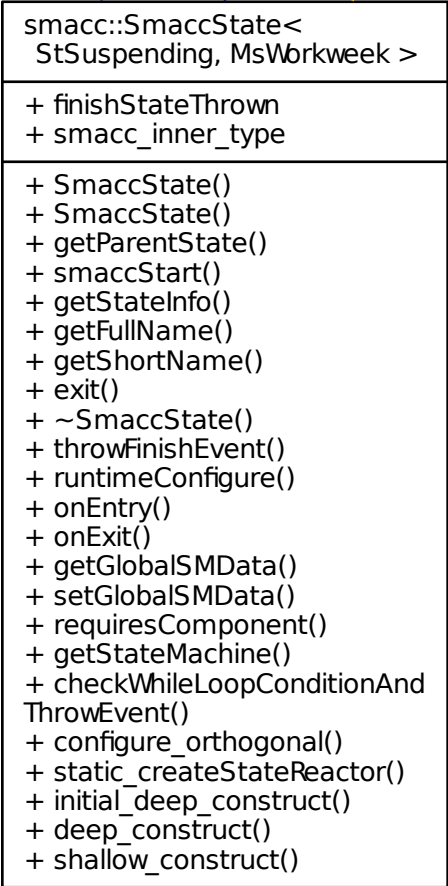 smacc::SmaccState<
StSuspending, MsWorkweek >
+ finishStateThrown
+ smacc_inner_type
+ SmaccState()
+ SmaccState()
+ getParentState()
+ smaccStart()
+ getStateInfo()
+ getFullName()
+ getShortName()
+ exit()
+ ~SmaccState()
+ throwFinishEvent()
+ runtimeConfigure()
+ onEntry()
+ onExit()
+ getGlobalSMData()
+ setGlobalSMData()
+ requiresComponent()
+ getStateMachine()
+ checkWhileLoopConditionAnd
ThrowEvent()
+ configure_orthogonal()
+ static_createStateReactor()
+ initial_deep_construct()
+ deep_construct()
+ shallow_construct()